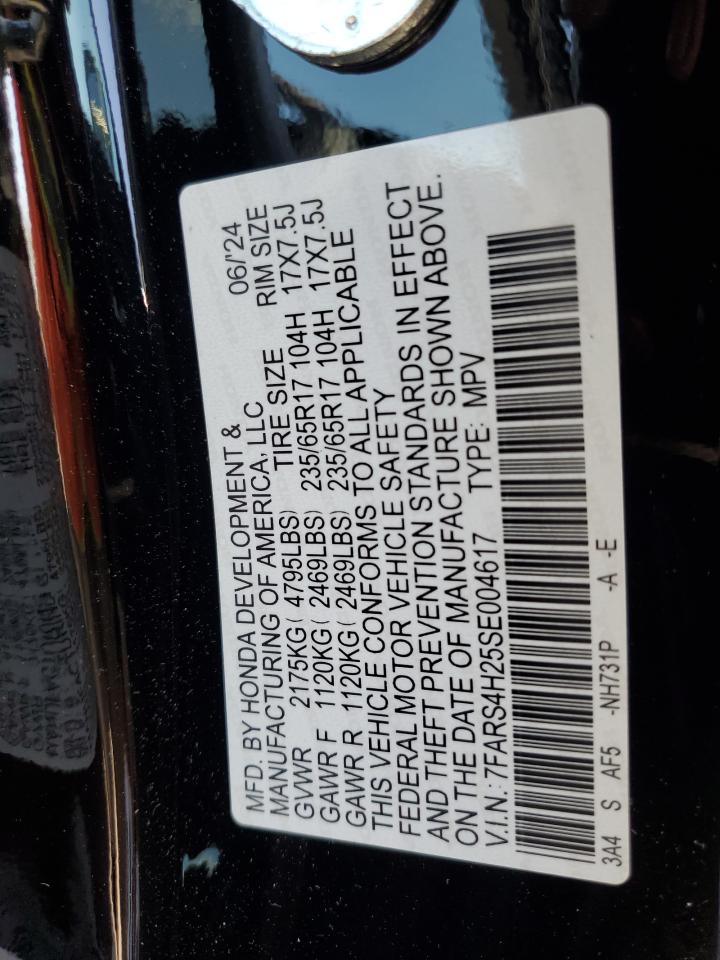 MFD. BY HONDA DEVELOPMENT & 06/'24
MANUFACTURING OF AMERICA, LLC
TIRE SIZE RIM SIZE
GVWR 2175KG( 4795LBS)
GAWR F 1120KG( 2469LBS) 235/65R17 104H 17X7.5J
GAWR R 1120KG( 2469LBS) 235/65R17 104H 17X7.5J
THIS VEHICLE CONFORMS TO ALL APPLICABLE
FEDERAL MOTOR VEHICLE SAFETY
AND THEFT PREVENTION STANDARDS IN EFFECT
ON THE DATE OF MANUFACTURE SHOWN ABOVE.
V.I.N.: 7FARS4H25SE004617 TYPE: MPV
3A4 S AF5 -NH731P -A -E